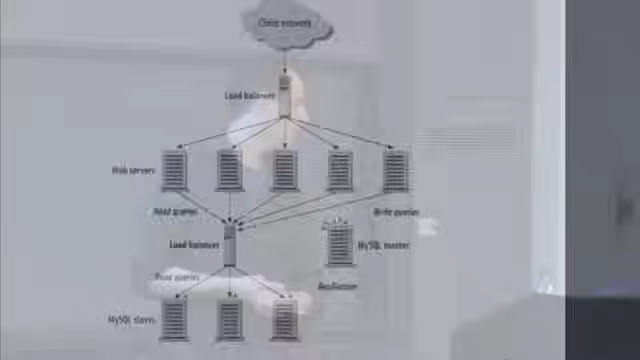 Client network
Load balancer
Web servers
Read queries
Write queries
Load balancer
MySQL master
Read queries
Replication
MySQL slaves